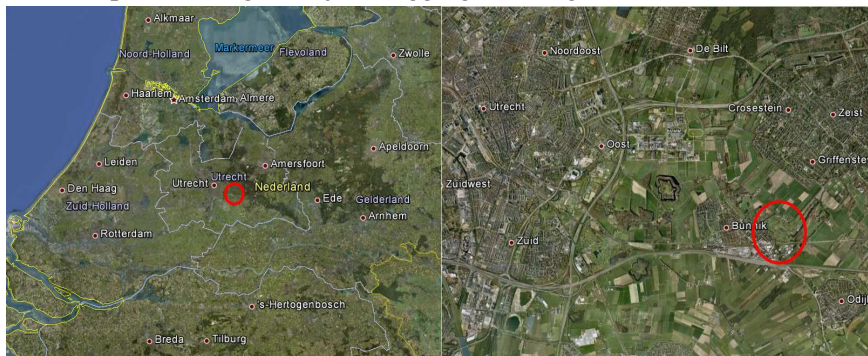 Alkmaar
Noord-Holland
Markermeer
Flevoland
Zwolle
Haarlem
Amsterdam
Almere
Apeldoorn
Leiden
Amersfoort
Utrecht
Utrecht
Nederland
Den Haag
Zuid-Holland
Ede
Gelderland
Arnhem
Rotterdam
's-Hertogenbosch
Breda
Tilburg
Noordoost
De Bilt
Utrecht
Crosestein
Zeist
Oost
Griffenste
Zuidwest
Bunnik
Zuid
Odij